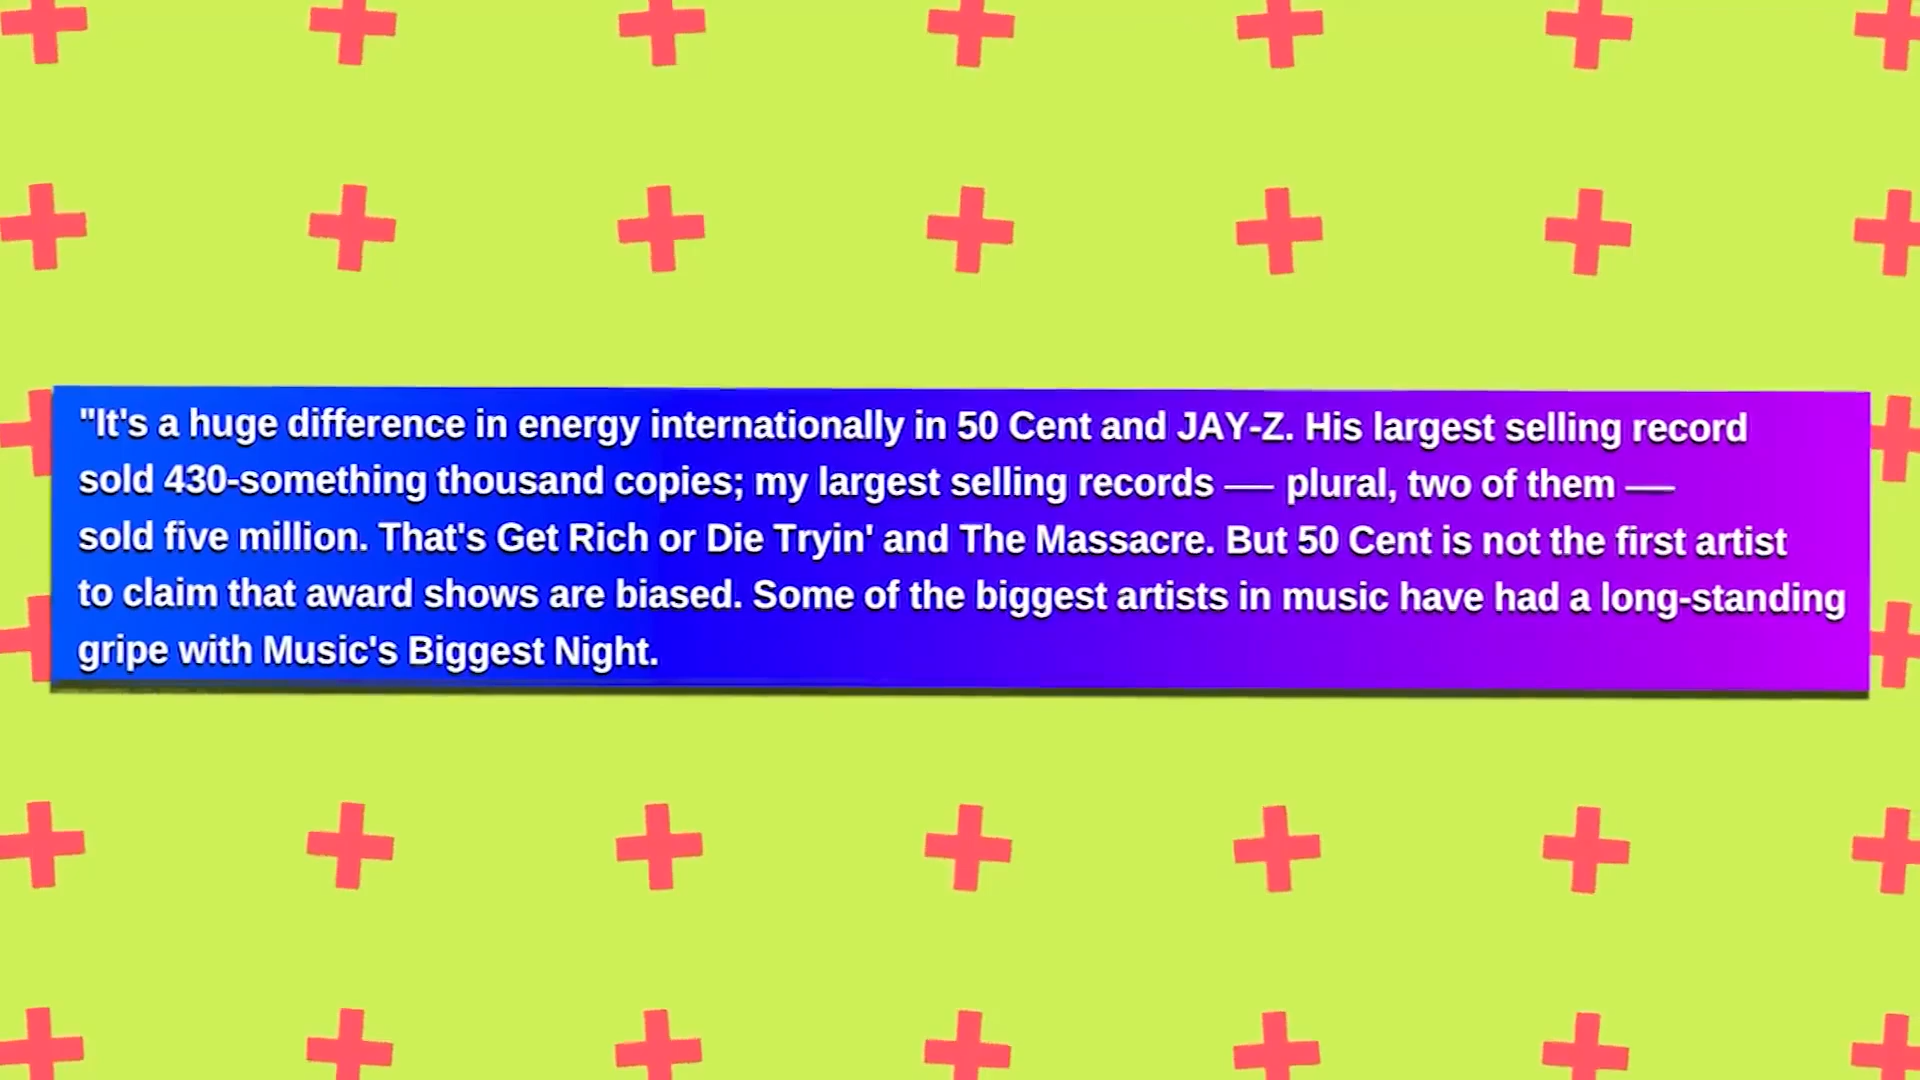 "It's a huge difference in energy internationally in 50 Cent and JAY-Z. His largest selling record
sold 430-something thousand copies; my largest selling records — plural, two of them —
sold five million. That's Get Rich or Die Tryin' and The Massacre. But 50 Cent is not the first artist
to claim that award shows are biased. Some of the biggest artists in music have had a long-standing
gripe with Music's Biggest Night.